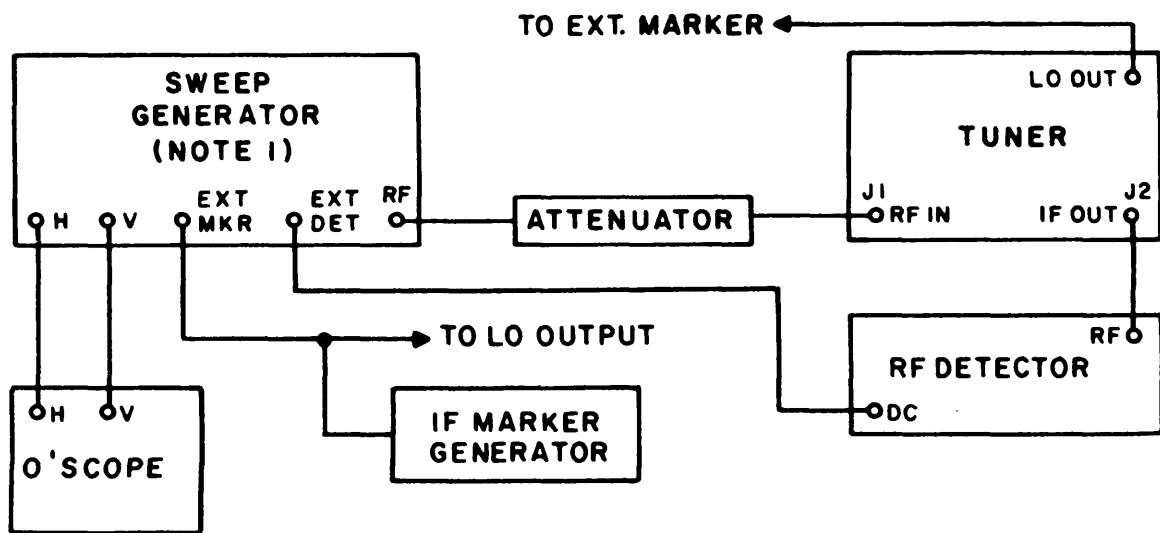 TO EXT. MARKER
SWEEP
GENERATOR
(NOTE 1)
H
V
EXT
MKR
EXT
DET
RF
ATTENUATOR
LO OUT
TUNER
J1
RF IN
J2
IF OUT
TO LO OUTPUT
RF
RF DETECTOR
DC
H
V
O'SCOPE
IF MARKER
GENERATOR